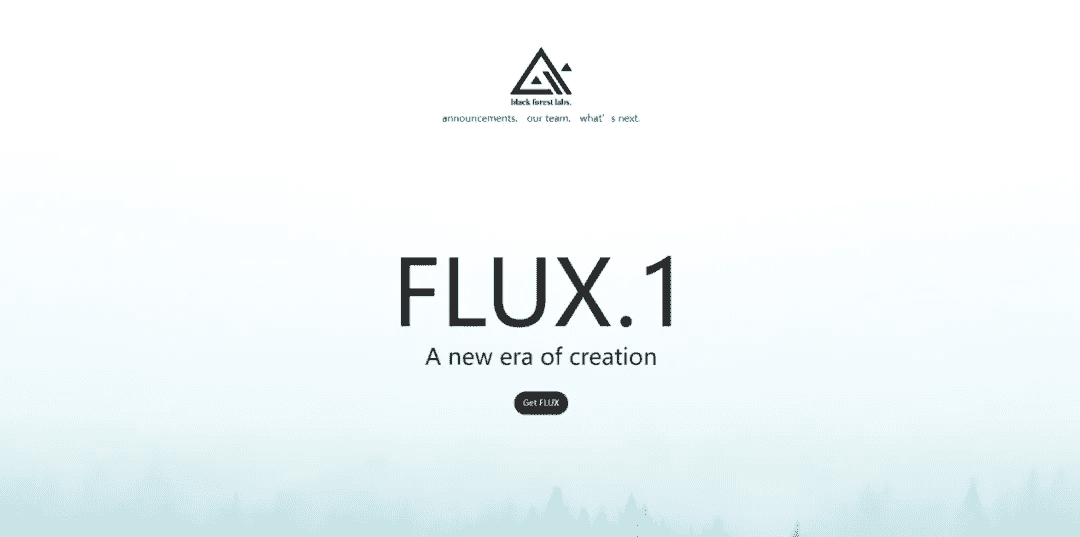 black forest labs.
announcements. our team. what's next.
FLUX.1
A new era of creation
Get FLUX